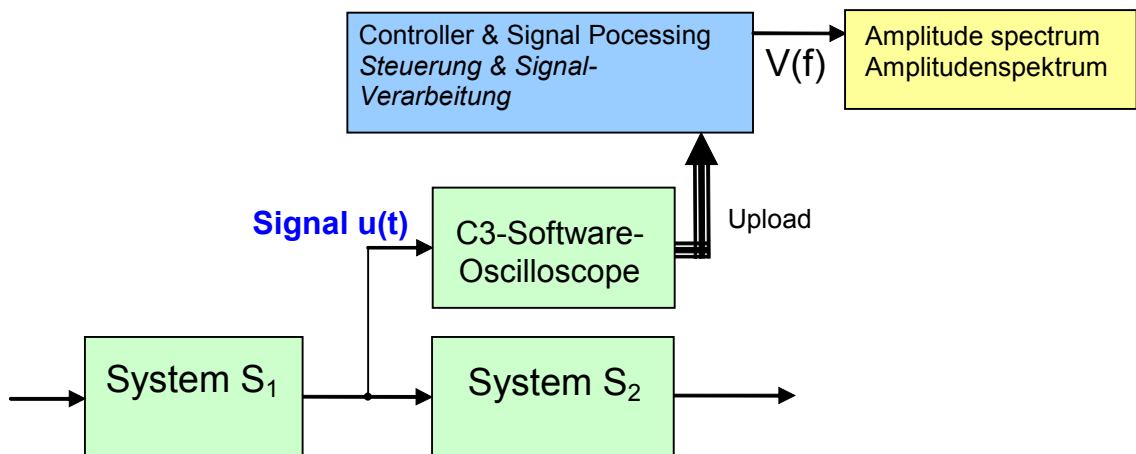 Controller & Signal Pocessing
Steuerung & Signal-
Verarbeitung
V(f)
Amplitude spectrum
Amplitudenspektrum
Signal u(t)
C3-Software-
Oscilloscope
Upload
System S₁
System S₂